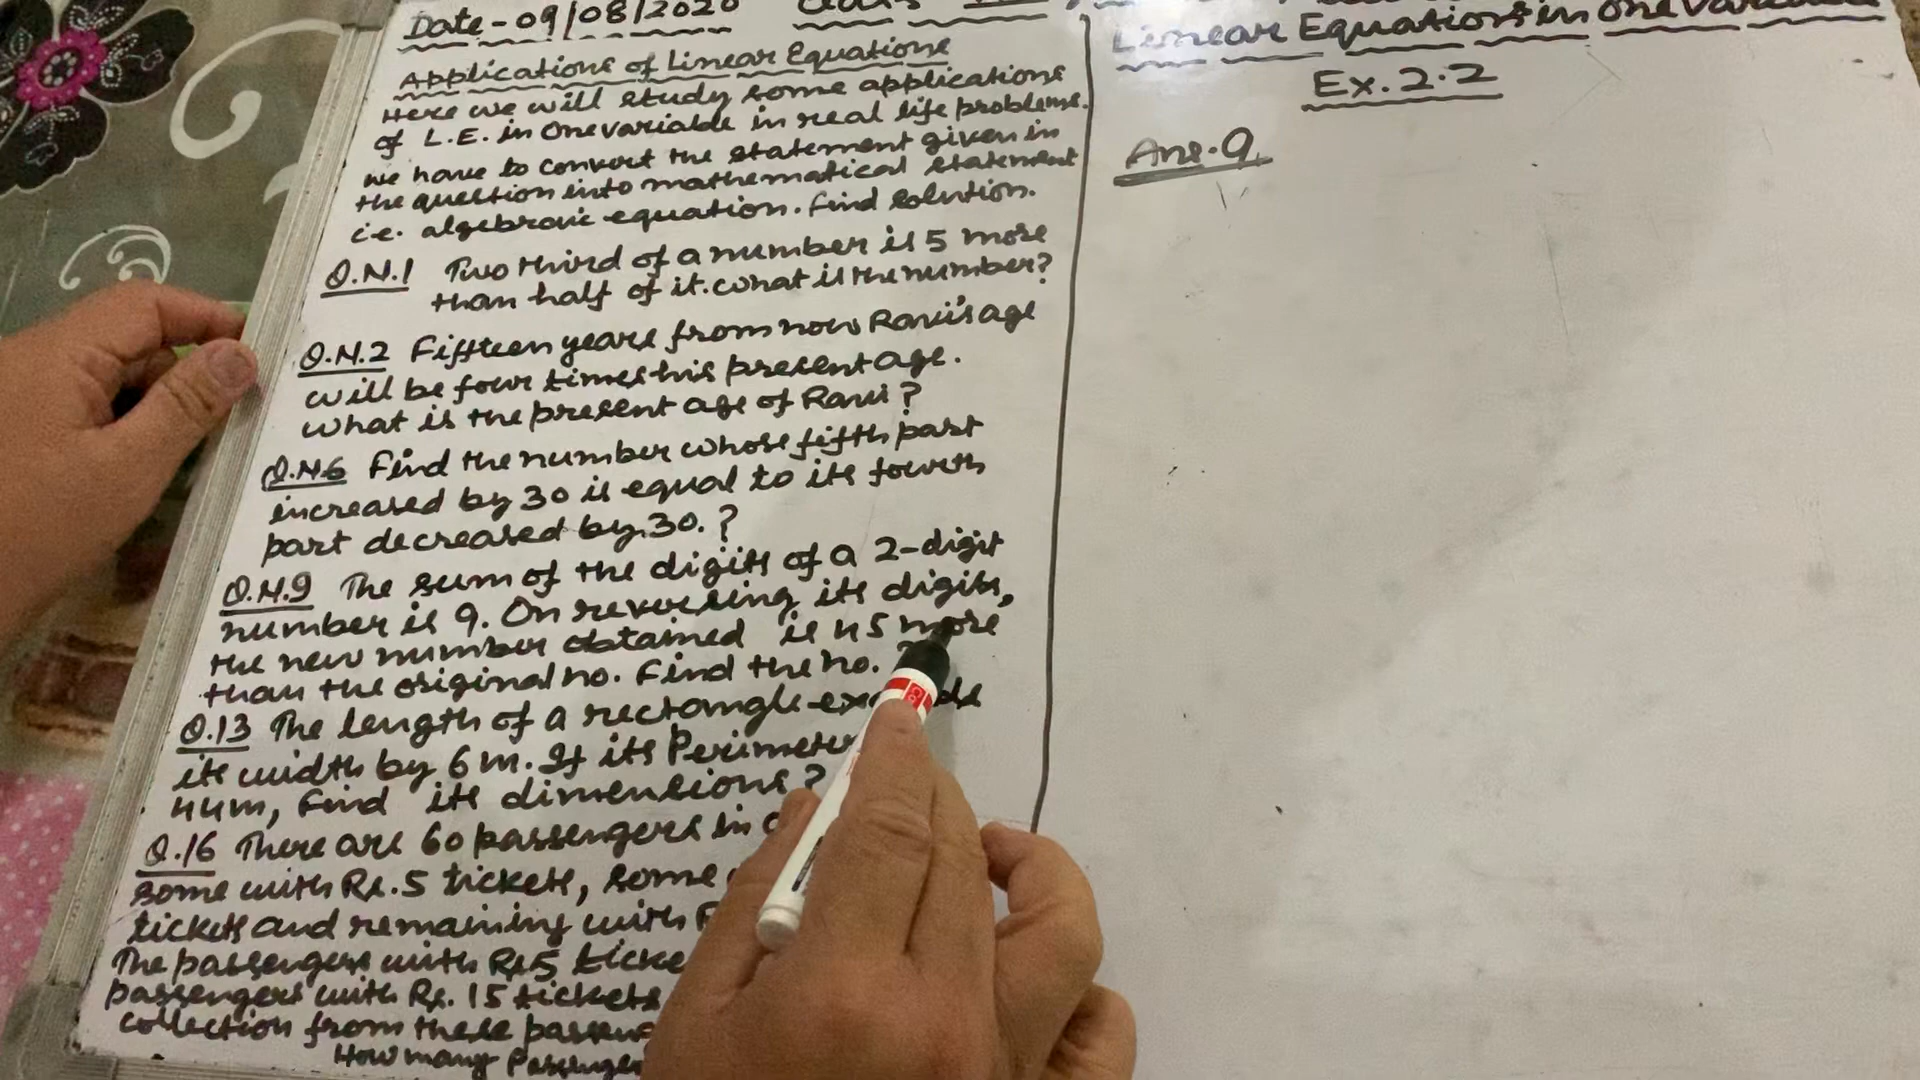 Date - 09/08/2020
Applications of Linear Equations
Here we will study some applications
of L.E. in one variable in real life problems.
we have to convert the statement given in
the question into mathematical statement
i.e. algebraic equation. Find solution.
Q.N.1 Two third of a number is 5 more
than half of it. What is the number?
Q.N.2 Fifteen years from now Ravi's age
will be four times his present age.
What is the present age of Ravi?
Q.N.6 Find the number whose fifth part
increased by 30 is equal to its fourth
part decreased by 30.?
Q.N.9 The sum of the digits of a 2-digit
number is 9. On reversing its digits,
the new number obtained is 45 more
than the original no. Find the no.
Q.13 The length of a rectangle
its width by 6m. If its Perimeter
44m, Find its dimensions?
Q.16 There are 60 passengers in
some with Rs.5 tickets, some
tickets and remaining with
The passengers with Rs5
passengers with Rs. 15 tickets
collection from these
How many
Linear Equations in One Variable
Ex. 2.2
Ans. 9